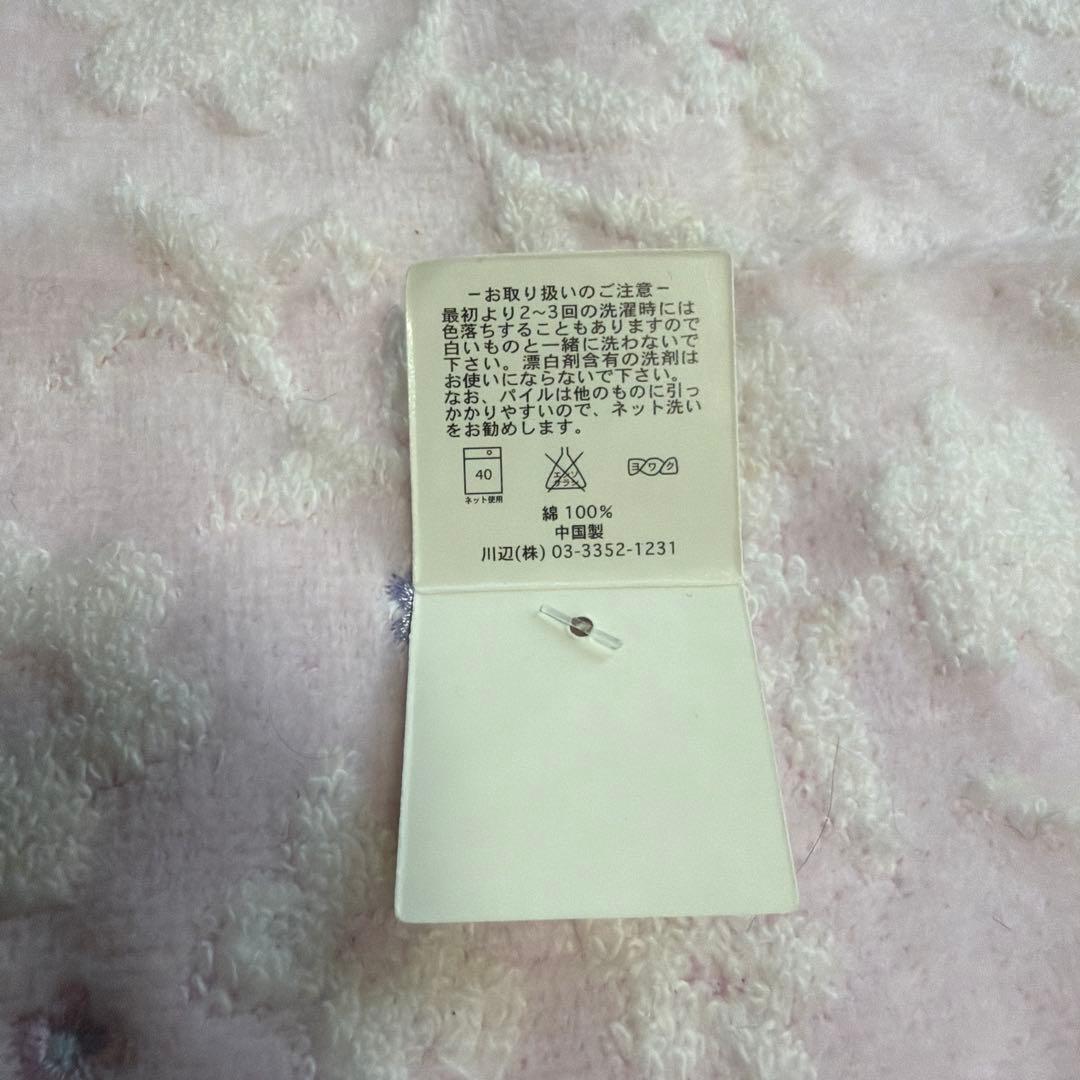 －お取り扱いのご注意－
最初より2〜3回の洗濯時には
色落ちすることもありますので
白いものと一緒に洗わないで
下さい。漂白剤含有の洗剤は
お使いにならないで下さい。
なお、パイルは他のものに引っ
かかりやすいので、ネット洗い
をお勧めします。
40
ネット使用
エンソ
サラシ
ヨワク
綿 100%
中国製
川辺(株) 03-3352-1231